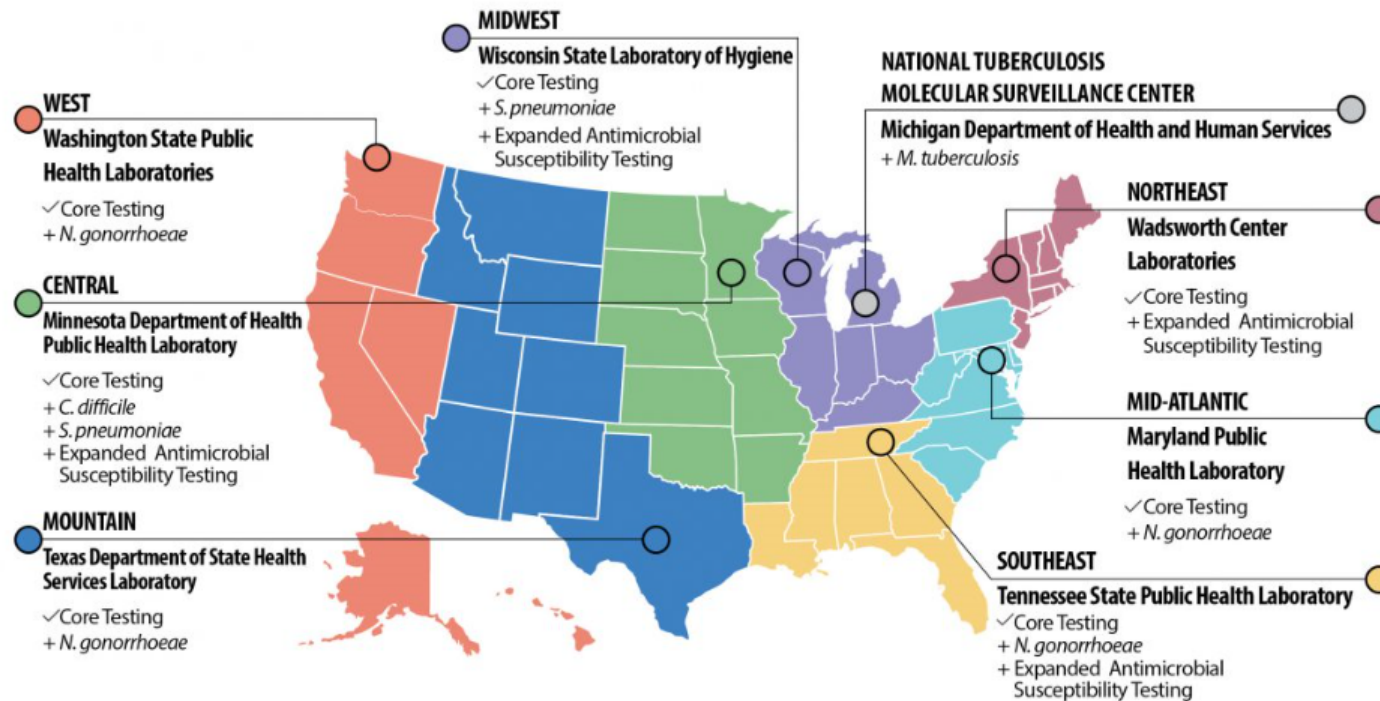 MIDWEST
Wisconsin State Laboratory of Hygiene
✓Core Testing
+ S. pneumoniae
+ Expanded Antimicrobial
Susceptibility Testing
NATIONAL TUBERCULOSIS
MOLECULAR SURVEILLANCE CENTER
Michigan Department of Health and Human Services
+ M. tuberculosis
WEST
Washington State Public
Health Laboratories
✓Core Testing
+ N. gonorrhoeae
NORTHEAST
Wadsworth Center
Laboratories
✓Core Testing
+ Expanded Antimicrobial
Susceptibility Testing
CENTRAL
Minnesota Department of Health
Public Health Laboratory
✓Core Testing
+ C. difficile
+ S. pneumoniae
+ Expanded Antimicrobial
Susceptibility Testing
MID-ATLANTIC
Maryland Public
Health Laboratory
✓Core Testing
+ N. gonorrhoeae
MOUNTAIN
Texas Department of State Health
Services Laboratory
✓Core Testing
+ N. gonorrhoeae
SOUTHEAST
Tennessee State Public Health Laboratory
✓Core Testing
+ N. gonorrhoeae
+ Expanded Antimicrobial
Susceptibility Testing